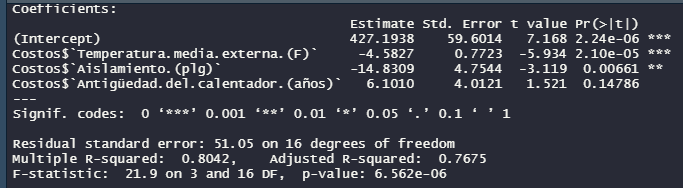 Coefficients:
Estimate Std. Error t value Pr(>|t|)
(Intercept) 427.1938 59.6014 7.168 2.24e-06 ***
Costos$`Temperatura.media.externa.(F)` -4.5827 0.7723 -5.934 2.10e-05 ***
Costos$`Aislamiento.(plg)` -14.8309 4.7544 -3.119 0.00661 **
Costos$`Antigüedad.del.calentador.(años)` 6.1010 4.0121 1.521 0.14786
---
Signif. codes: 0 ‘***’ 0.001 ‘**’ 0.01 ‘*’ 0.05 ‘.’ 0.1 ‘ ’ 1
Residual standard error: 51.05 on 16 degrees of freedom
Multiple R-squared: 0.8042, Adjusted R-squared: 0.7675
F-statistic: 21.9 on 3 and 16 DF, p-value: 6.562e-06